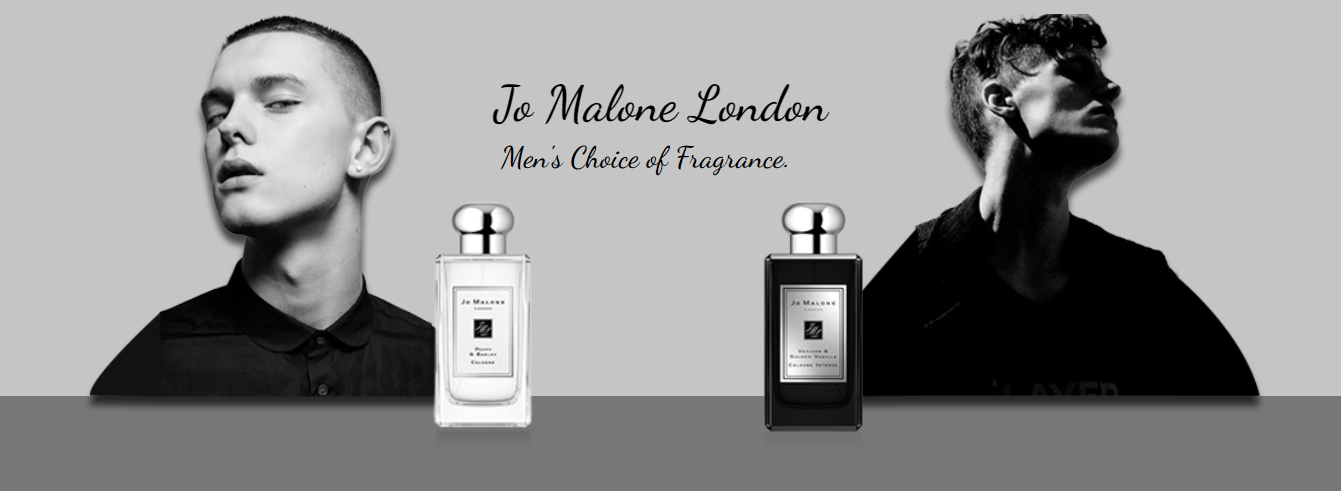 Jo Malone London
Men's Choice of Fragrance.
Jo Malone
London
Poppy
& Barley
Cologne
Jo Malone
London
Vetiver &
Golden Vanilla
Cologne Intense